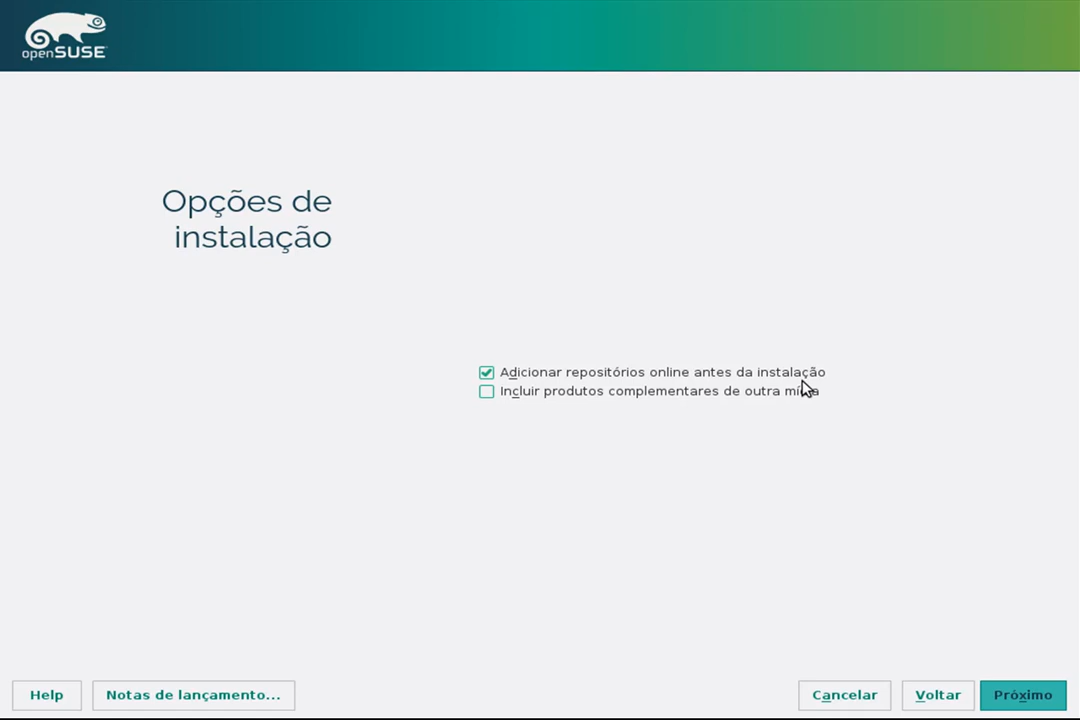 openSUSE
Opções de
instalação
Adicionar repositórios online antes da instalação
Incluir produtos complementares de outra mídia
Help
Notas de lançamento...
Cancelar
Voltar
Próximo